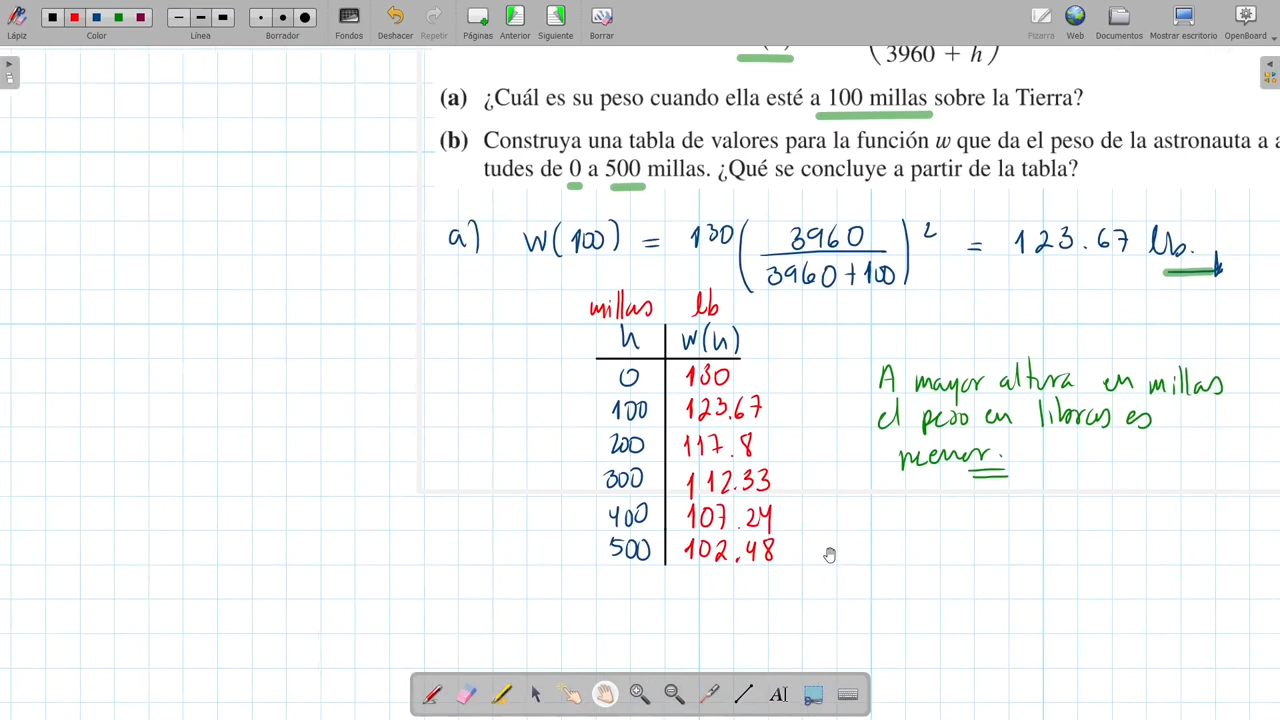 Lápiz Color Línea Borrador Fondos Deshacer Repetir Páginas Anterior Siguiente Borrar Pizarra Web Documentos Mostrar escritorio OpenBoard
( 3960 + h )
(a) ¿Cuál es su peso cuando ella esté a 100 millas sobre la Tierra?
(b) Construya una tabla de valores para la función w que da el peso de la astronauta a a
tudes de 0 a 500 millas. ¿Qué se concluye a partir de la tabla?
a) W(100) = 130 ( 3960 / 3960+100 )² = 123.67 lb.
millas lb
h W(h)
0 130
100 123.67
200 117.8
300 112.33
400 107.24
500 102.48
A mayor altura en millas
el peso en libras es
menor.